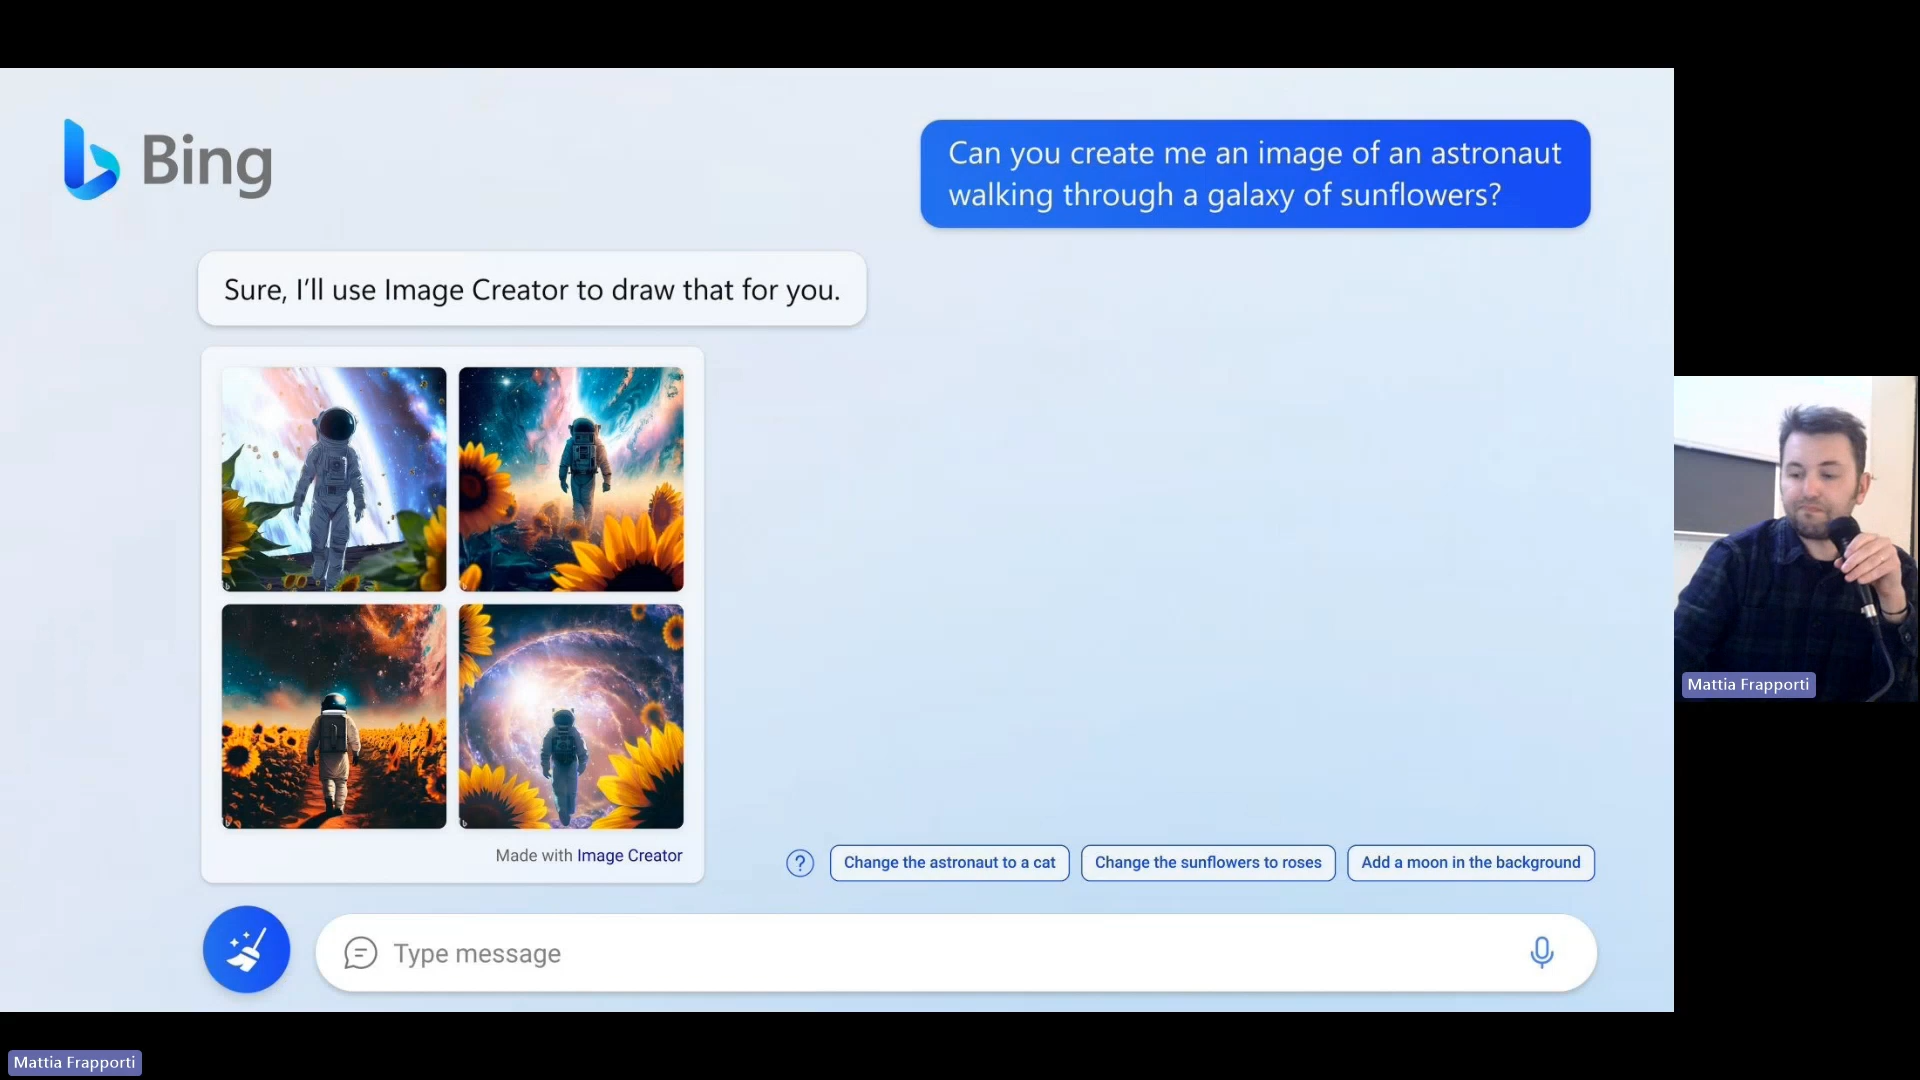 Bing
Can you create me an image of an astronaut
walking through a galaxy of sunflowers?
Sure, I'll use Image Creator to draw that for you.
Made with Image Creator
?
Change the astronaut to a cat
Change the sunflowers to roses
Add a moon in the background
Type message
Mattia Frapporti
Mattia Frapporti